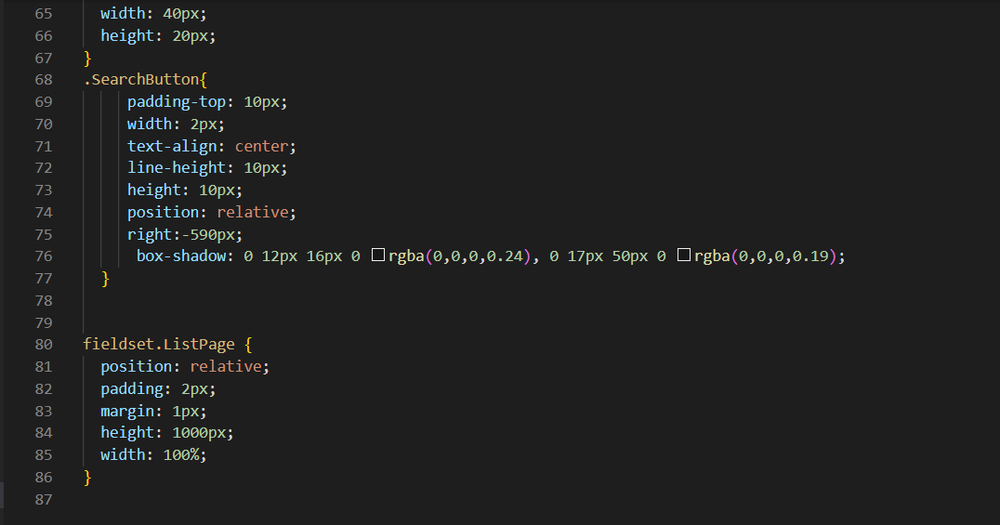 65 width: 40px;
66 height: 20px;
67 }
68 .SearchButton{
69 padding-top: 10px;
70 width: 2px;
71 text-align: center;
72 line-height: 10px;
73 height: 10px;
74 position: relative;
75 right:-590px;
76 box-shadow: 0 12px 16px 0 rgba(0,0,0,0.24), 0 17px 50px 0 rgba(0,0,0,0.19);
77 }
78
79
80 fieldset.ListPage {
81 position: relative;
82 padding: 2px;
83 margin: 1px;
84 height: 1000px;
85 width: 100%;
86 }
87